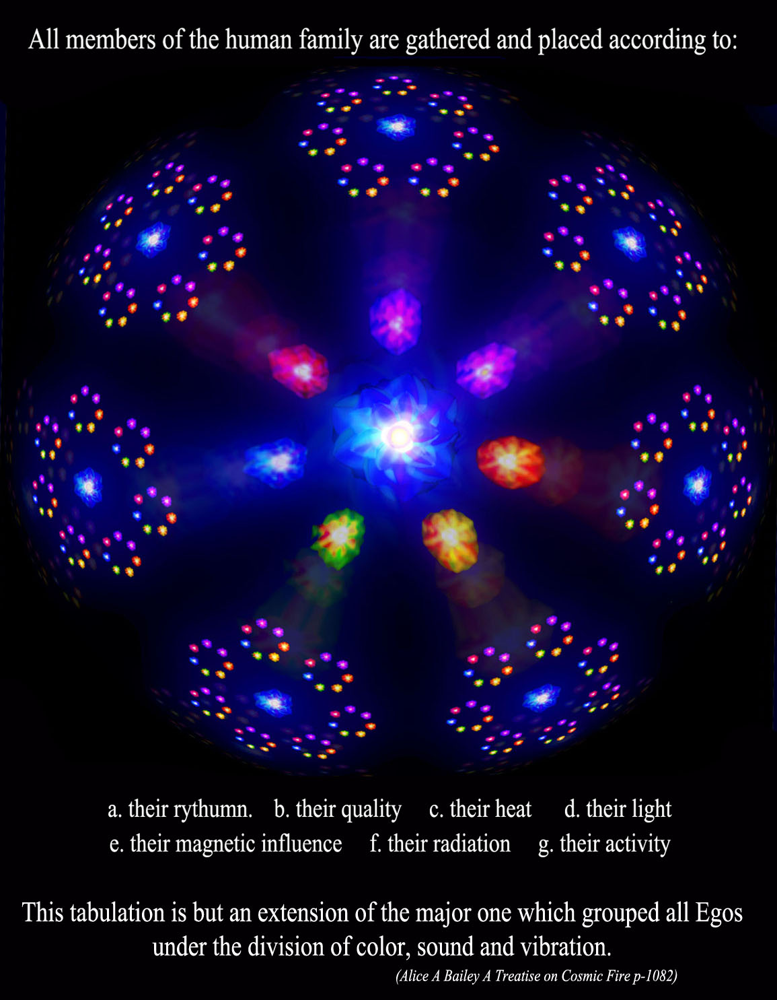 All members of the human family are gathered and placed according to:
a. their rythumn. b. their quality c. their heat d. their light
e. their magnetic influence f. their radiation g. their activity
This tabulation is but an extension of the major one which grouped all Egos
under the division of color, sound and vibration.
(Alice A Bailey A Treatise on Cosmic Fire p-1082)